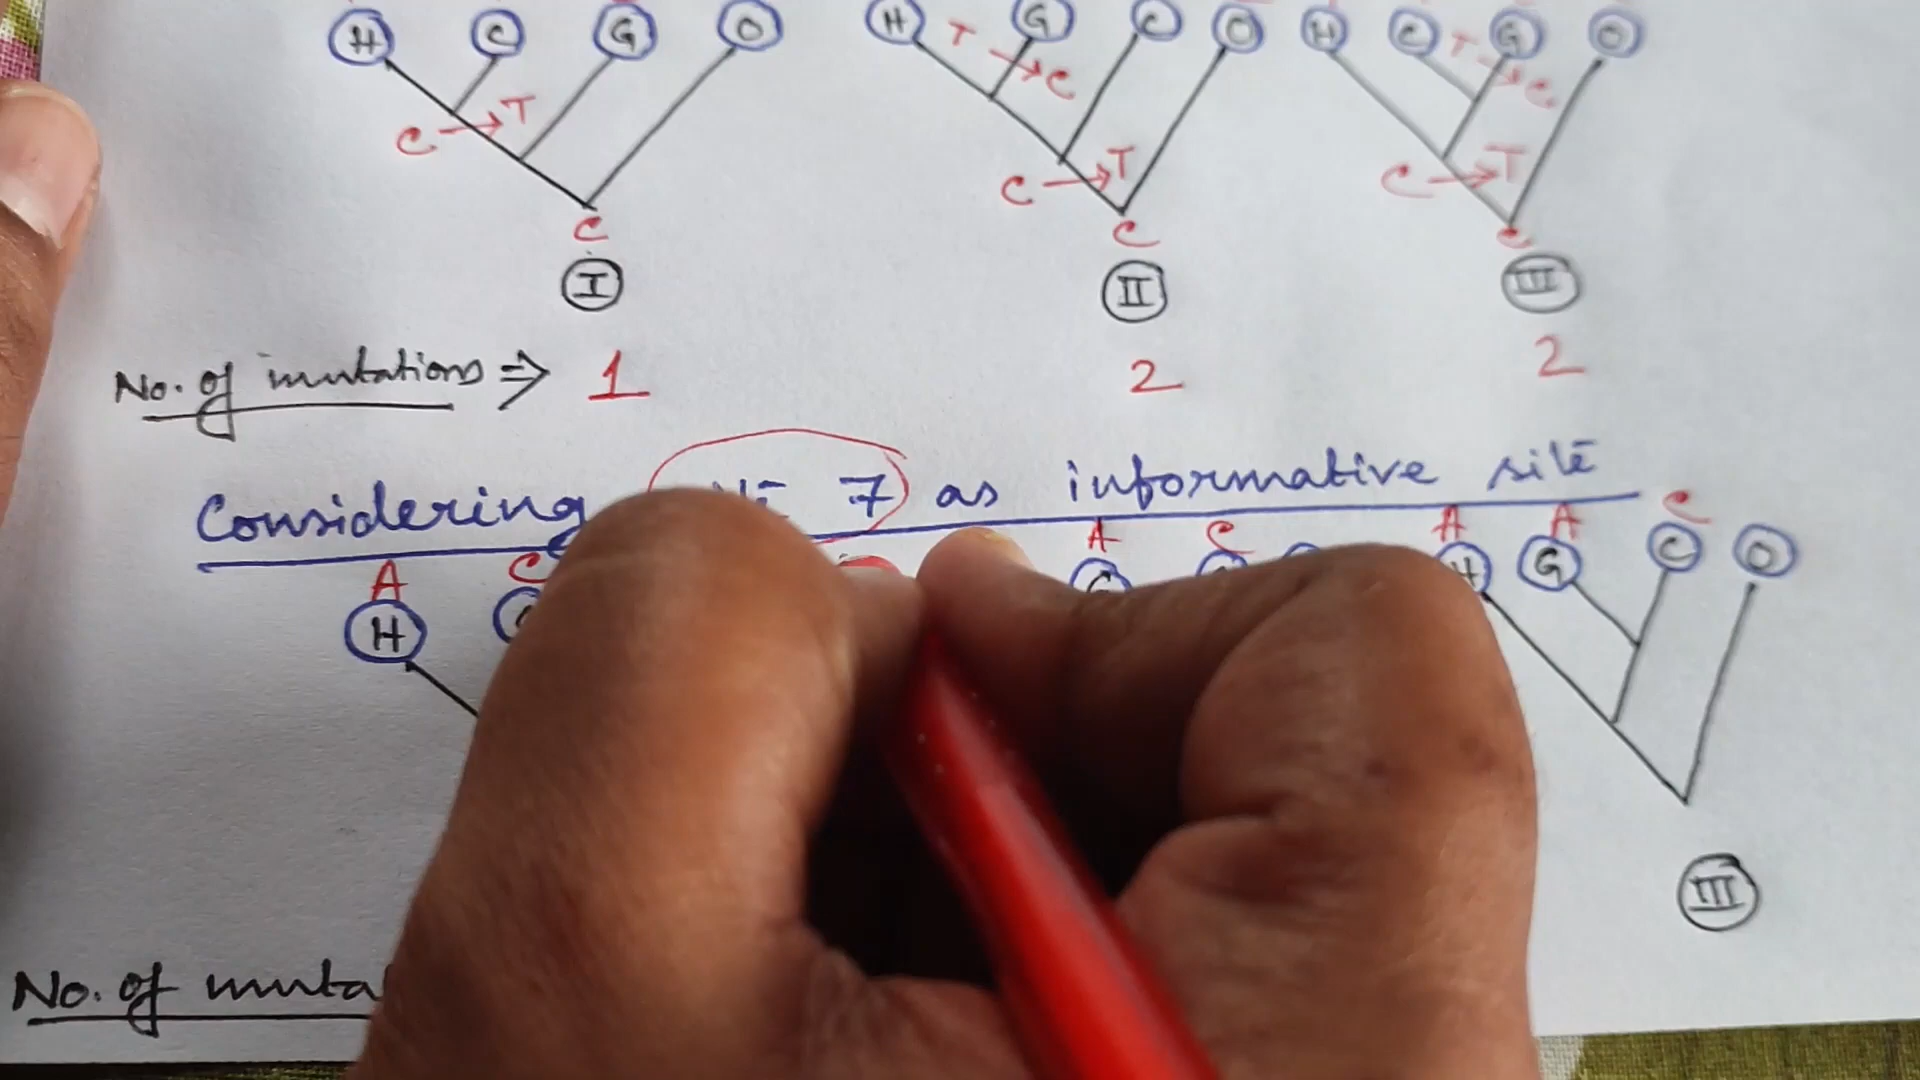 H C G O H G C O H C G O
T → C T → C
C → T C → T C → T
C C C
I II III
No. of mutations ⇒ 1 2 2
Considering 7 as informative site
A C A C A A C
H G H G C O
III
No. of muta